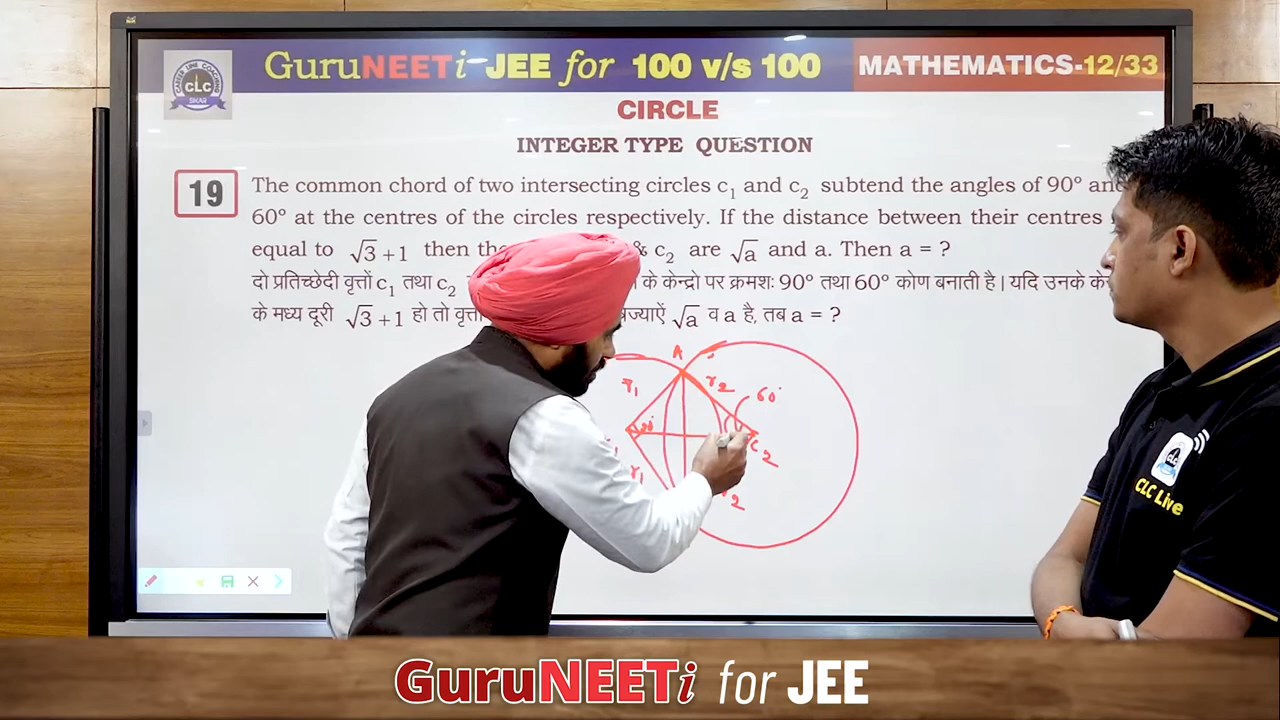 GuruNEETi JEE for 100 v/s 100
MATHEMATICS-12/33
CLC
SIKAR
CIRCLE
INTEGER TYPE QUESTION
19
The common chord of two intersecting circles c₁ and c₂ subtend the angles of 90° and
60° at the centres of the circles respectively. If the distance between their centres
equal to √3+1 then the & c₂ are √a and a. Then a = ?
दो प्रतिच्छेदी वृत्तों c₁ तथा c₂ के केन्द्रो पर क्रमशः 90° तथा 60° कोण बनाती है। यदि उनके
के मध्य दूरी √3+1 हो तो √a व a है, तब a = ?
A
r₁
r₂
60°
90°
C₂
r₁
r₂
CLC
CLC Live
GuruNEETi for JEE